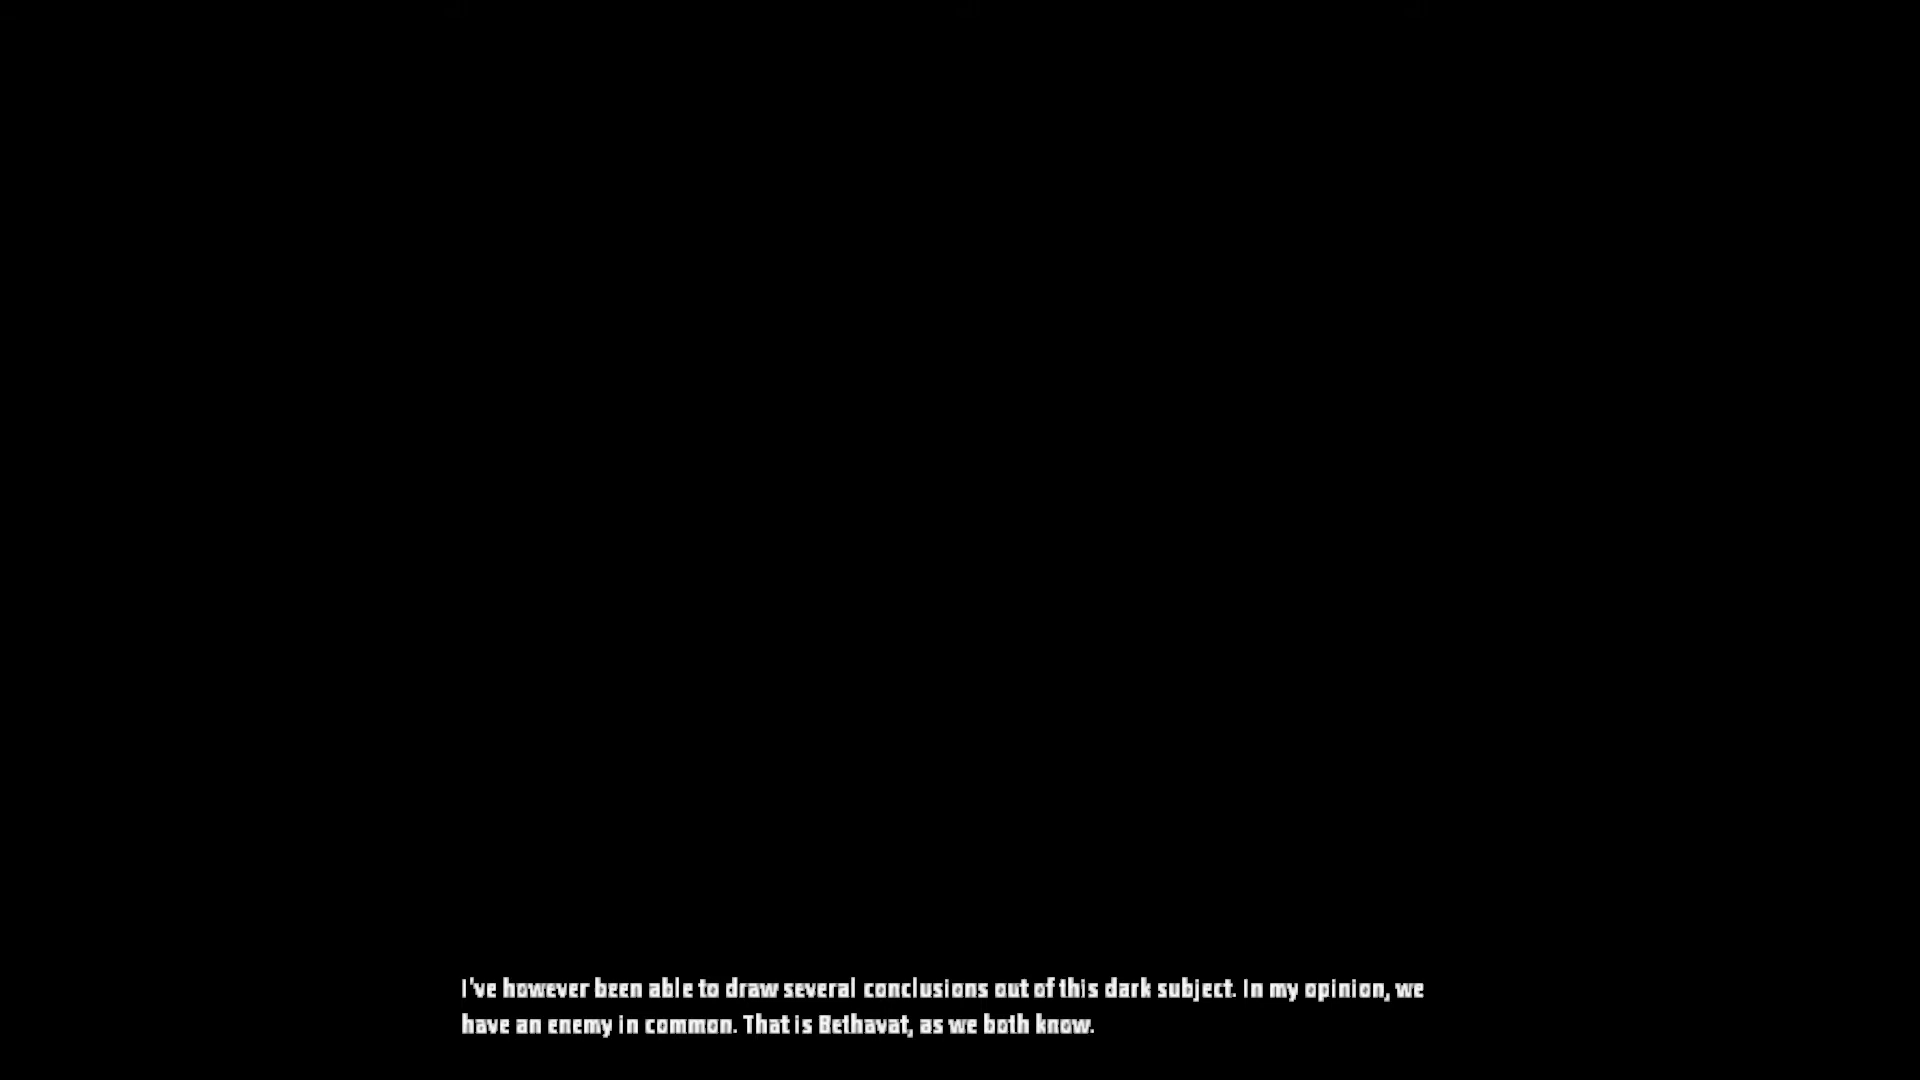 I've however been able to draw several conclusions out of this dark subject. In my opinion, we
have an enemy in common. That is Bethavat, as we both know.